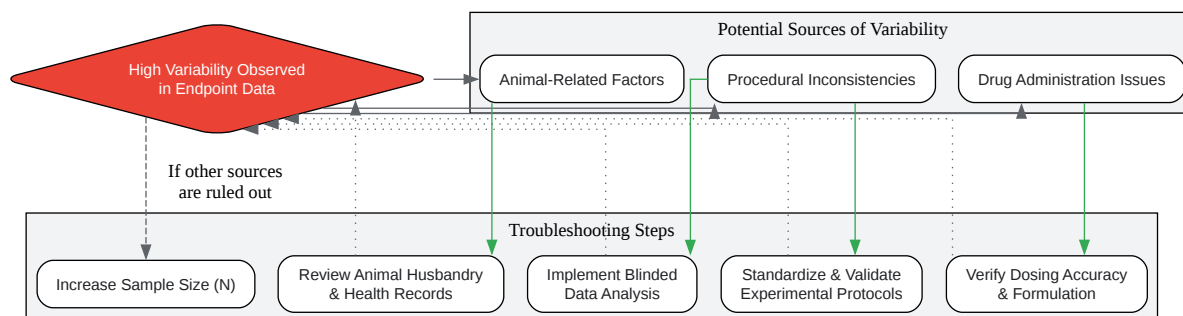 Potential Sources of Variability
High Variability Observed
in Endpoint Data
Animal-Related Factors
Procedural Inconsistencies
Drug Administration Issues
If other sources
are ruled out
Troubleshooting Steps
Increase Sample Size (N)
Review Animal Husbandry
& Health Records
Implement Blinded
Data Analysis
Standardize & Validate
Experimental Protocols
Verify Dosing Accuracy
& Formulation